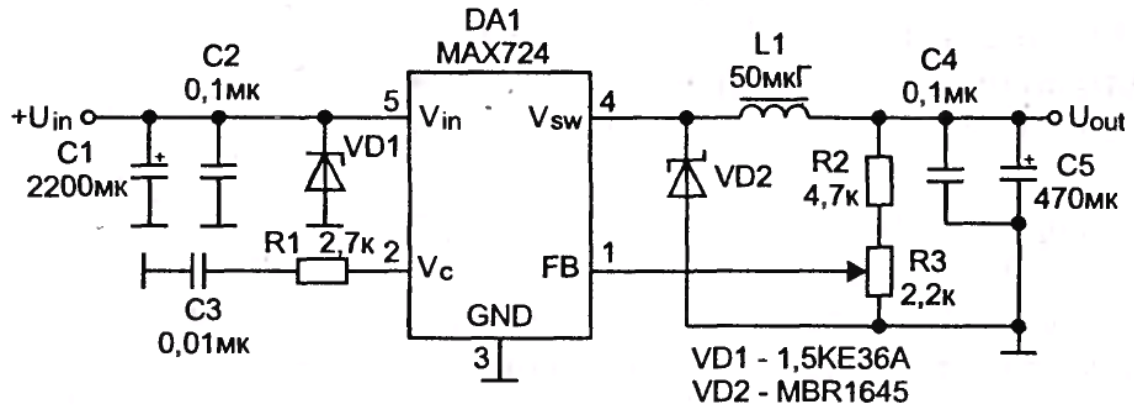 DA1
MAX724
C2
0,1мк
L1
50мкГ
C4
0,1мк
+Uin
5
Vin
Vsw
4
Uout
C1
2200мк
VD1
VD2
R2
4,7к
C5
470мк
R1 2,7к
2
Vc
FB
1
R3
2,2к
C3
0,01мк
GND
3
VD1 - 1,5KE36A
VD2 - MBR1645